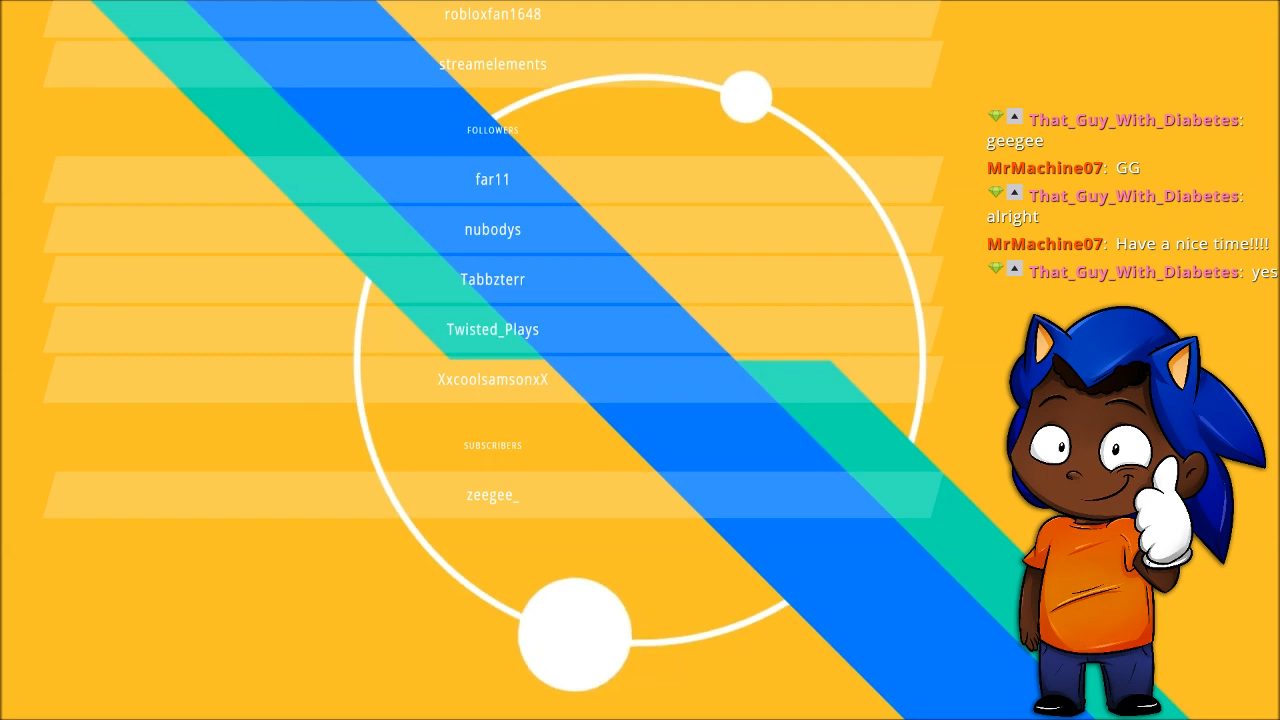 robloxfan1648
streamelements
FOLLOWERS
far11
nubodys
Tabbzterr
Twisted_Plays
XxcoolsamsonxX
SUBSCRIBERS
zeegee_
That_Guy_With_Diabetes:
geegee
MrMachine07: GG
That_Guy_With_Diabetes:
alright
MrMachine07: Have a nice time!!!!
That_Guy_With_Diabetes: yes